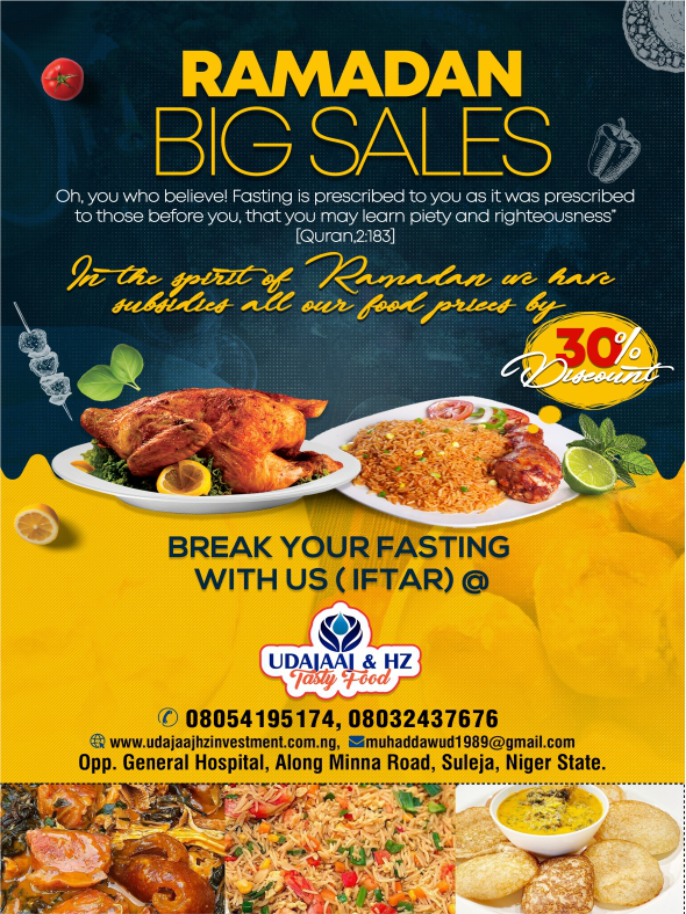 RAMADAN
BIG SALES
Oh, you who believe! Fasting is prescribed to you as it was prescribed
to those before you, that you may learn piety and righteousness"
[Quran,2:183]
In the spirit of Ramadan we have
subsidies all our food prices by
30%
Discount
BREAK YOUR FASTING
WITH US ( IFTAR) @
UDAJAAJ & HZ
Tasty Food
08054195174, 08032437676
www.udajaajhzinvestment.com.ng, muhaddawud1989@gmail.com
Opp. General Hospital, Along Minna Road, Suleja, Niger State.